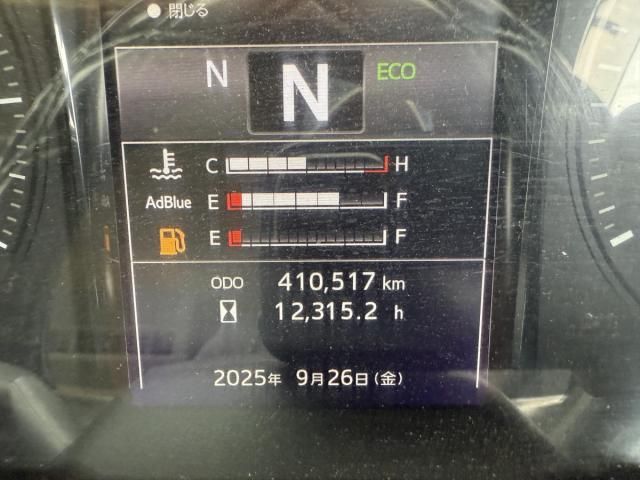 ● 閉じる
N N ECO
C H
AdBlue E F
E F
ODO 410,517 km
12,315.2 h
2025年 9月26日(金)